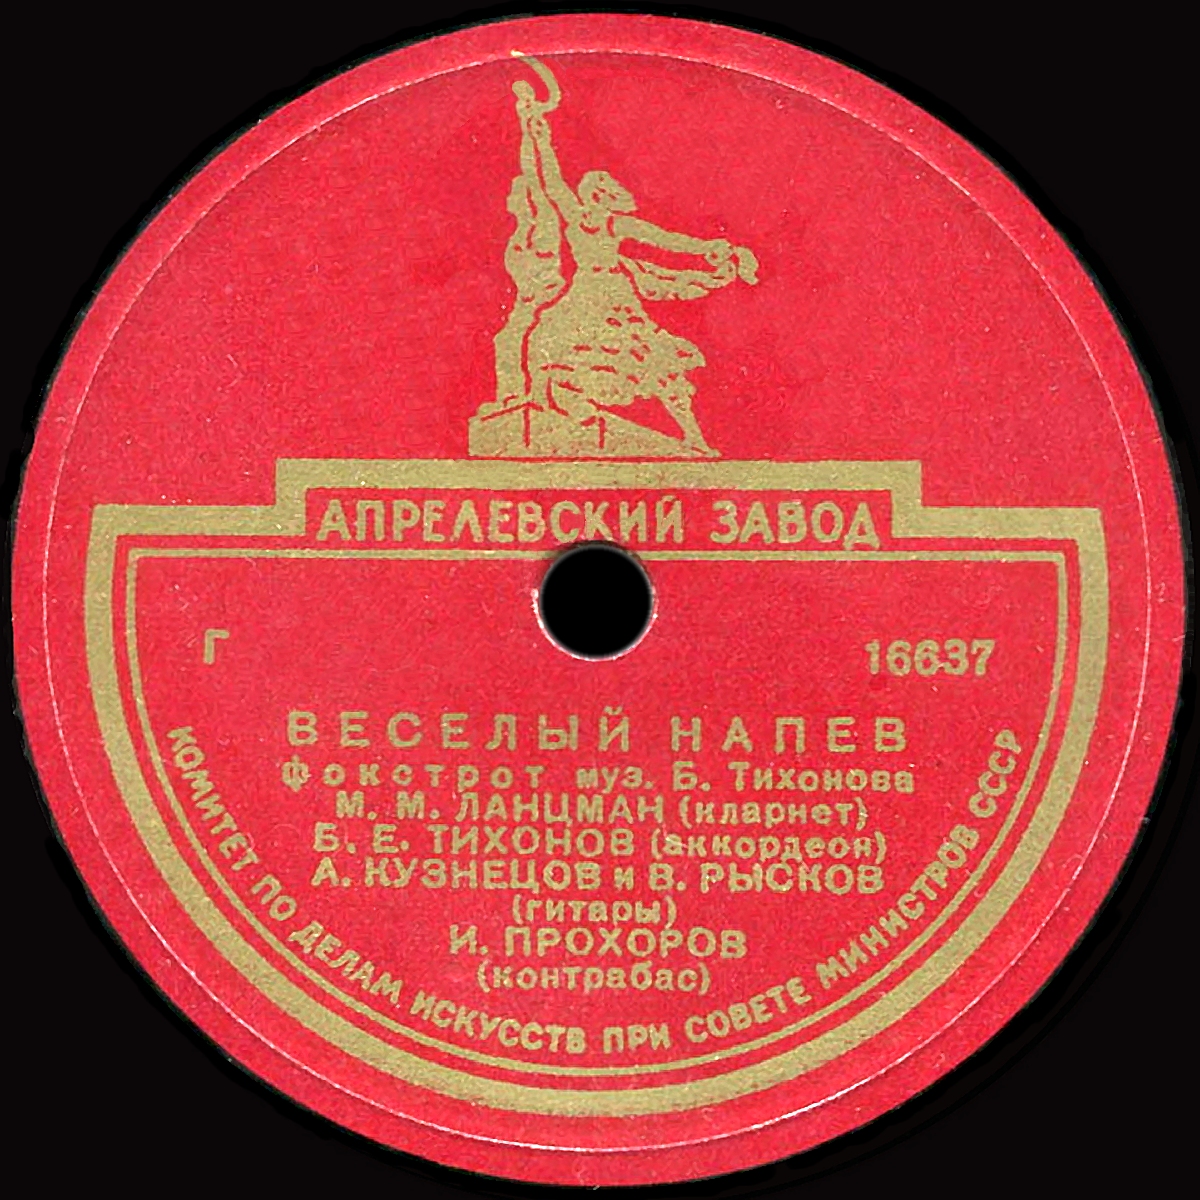 АПРЕЛЕВСКИЙ ЗАВОД
Г
16637
ВЕСЕЛЫЙ НАПЕВ
фокстрот муз. Б. Тихонова
М. М. ЛАНЦМАН (кларнет)
Б. Е. ТИХОНОВ (аккордеон)
А. КУЗНЕЦОВ и В. РЫСКОВ
(гитары)
И. ПРОХОРОВ
(контрабас)
КОМИТЕТ ПО ДЕЛАМ ИСКУССТВ ПРИ СОВЕТЕ МИНИСТРОВ СССР